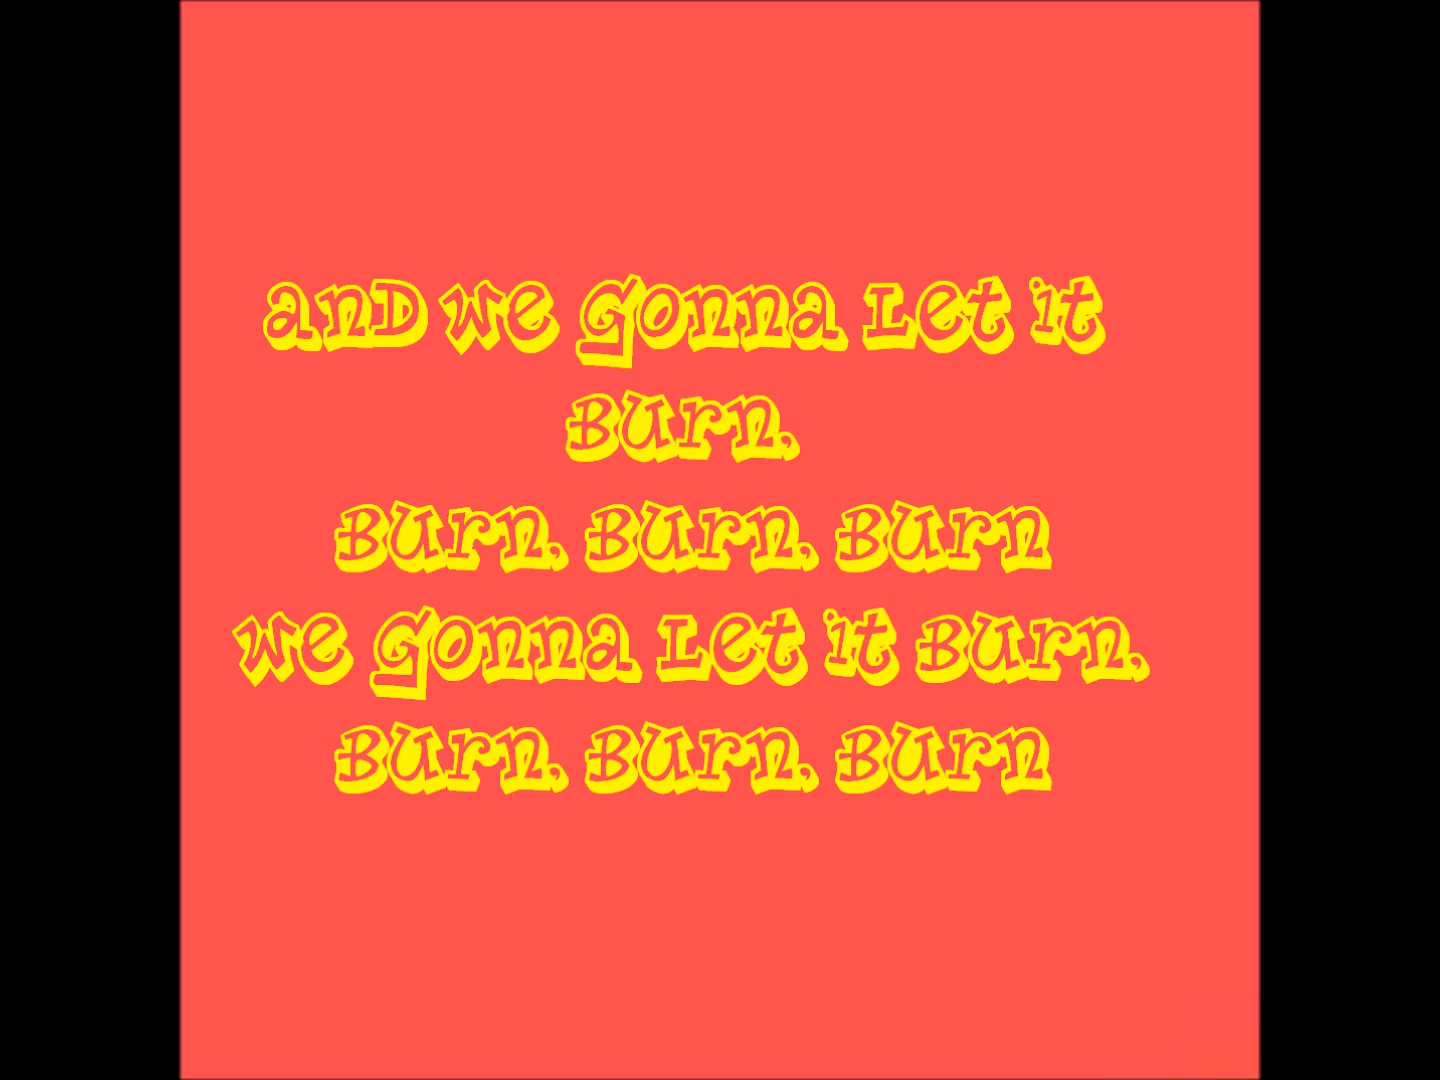 and we gonna let it
burn,
burn, burn, burn
we gonna let it burn,
burn, burn, burn